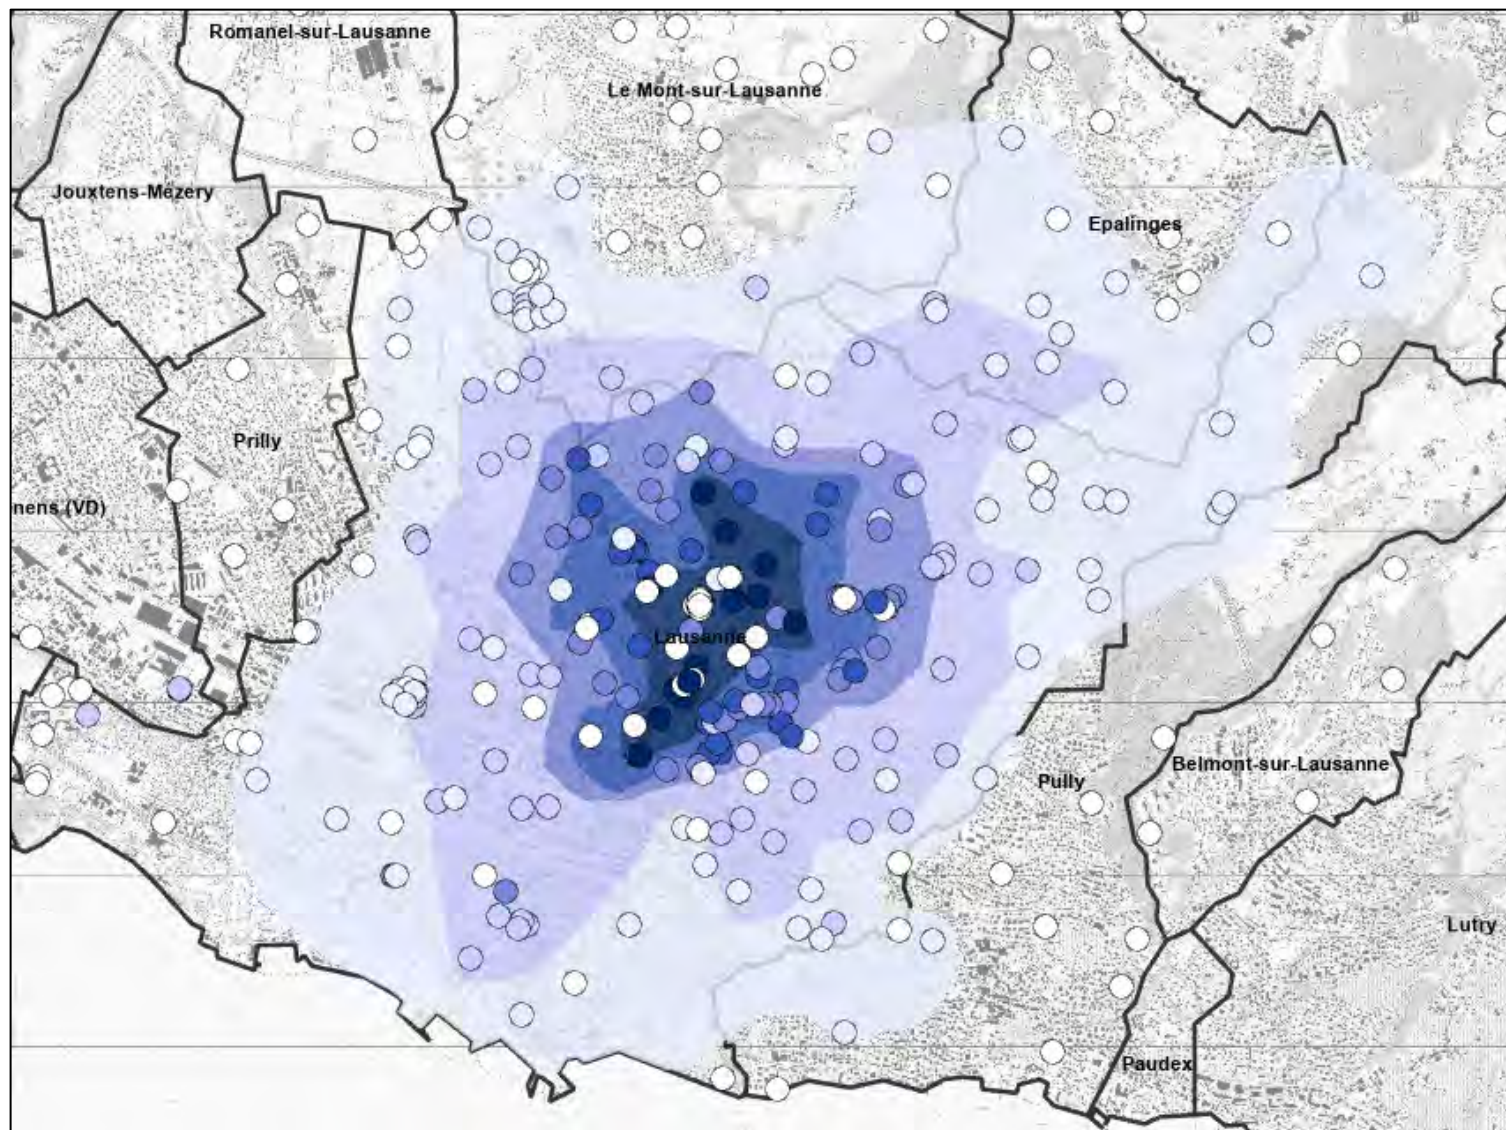 Romanel-sur-Lausanne
Le Mont-sur-Lausanne
Jouxtens-Mezery
Epalinges
Prilly
nens (VD)
Lausanne
Belmont-sur-Lausanne
Pully
Lutry
Paudex